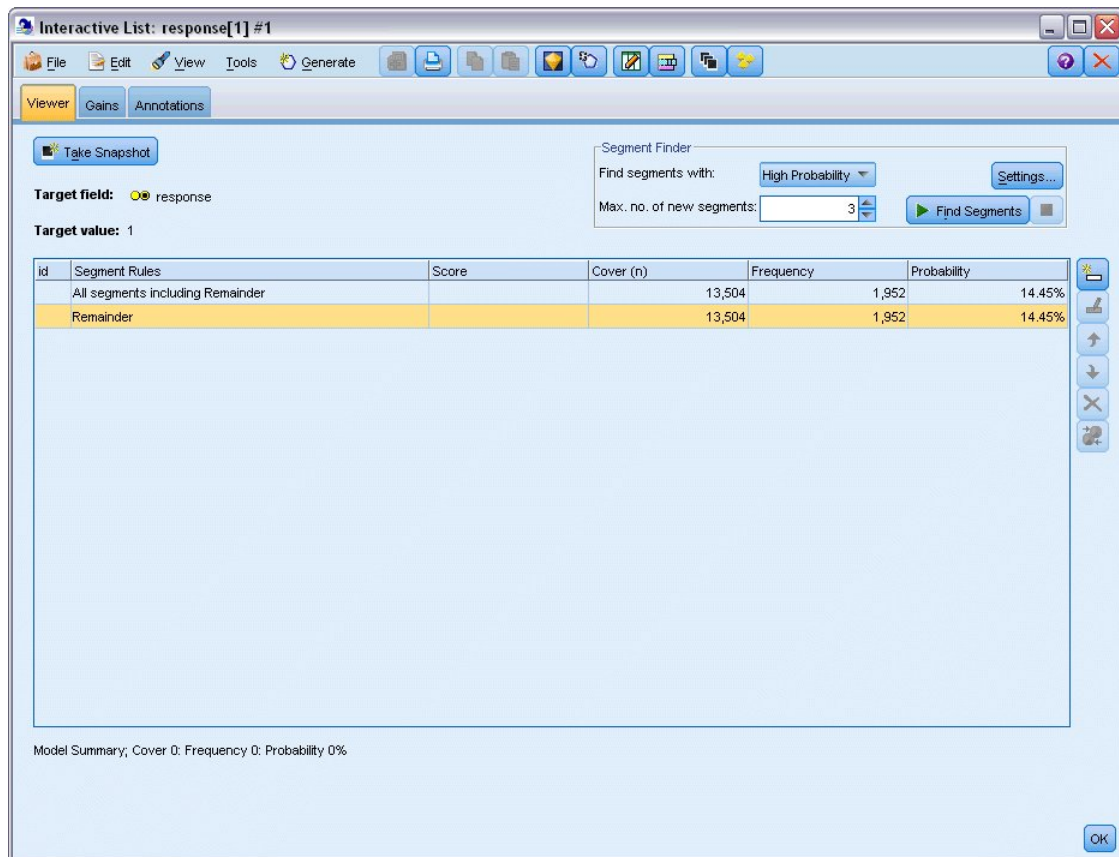 Interactive List: response[1] #1
File Edit View Tools Generate
Viewer Gains Annotations
Take Snapshot
Segment Finder
Find segments with: High Probability Settings...
Target field: response
Max. no. of new segments: 3 Find Segments
Target value: 1
id Segment Rules Score Cover (n) Frequency Probability
All segments including Remainder 13,504 1,952 14.45%
Remainder 13,504 1,952 14.45%
Model Summary; Cover 0: Frequency 0: Probability 0%
OK